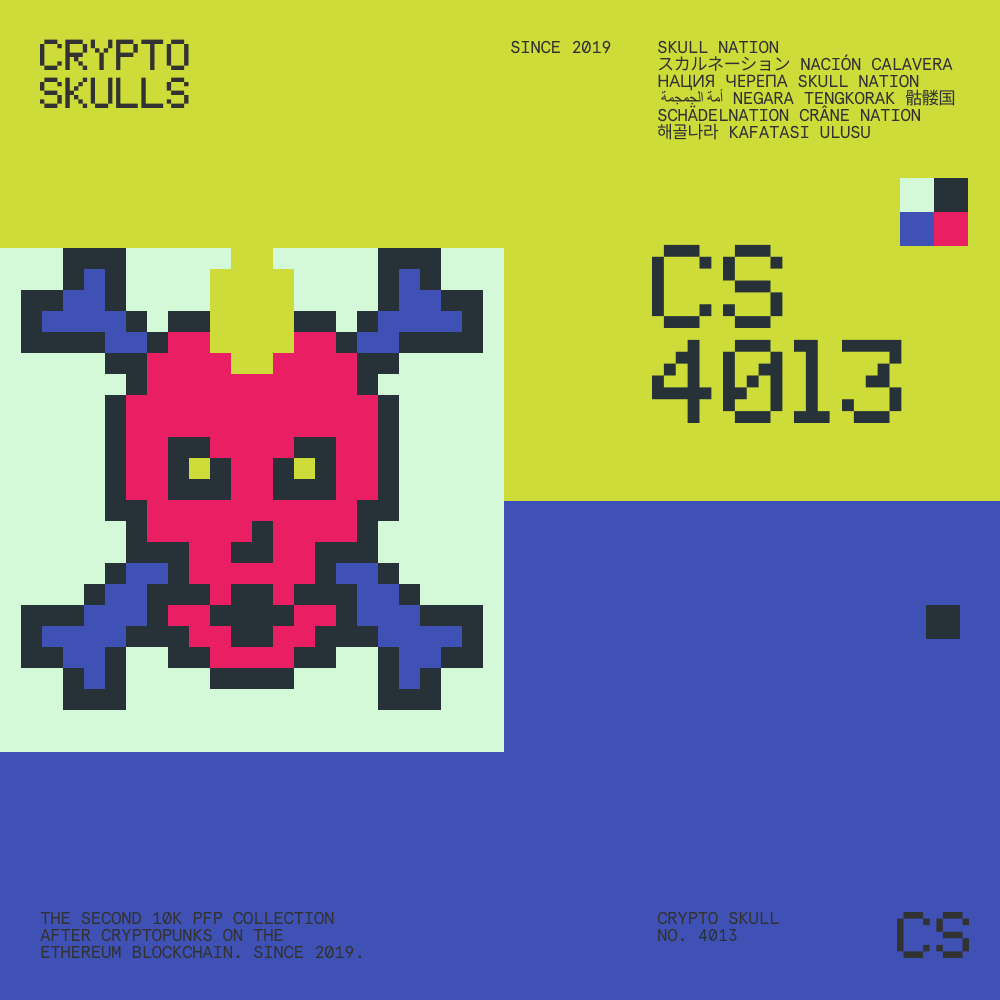 CRYPTO
SKULLS
SINCE 2019
SKULL NATION
スカルネーション NACIÓN CALAVERA
НАЦИЯ ЧЕРЕПА SKULL NATION
أمة الجمجمة NEGARA TENGKORAK 骷髅国
SCHÄDELNATION CRÂNE NATION
해골나라 KAFATASI ULUSU
CS
4013
THE SECOND 10K PFP COLLECTION
AFTER CRYPTOPUNKS ON THE
ETHEREUM BLOCKCHAIN. SINCE 2019.
CRYPTO SKULL
NO. 4013
CS